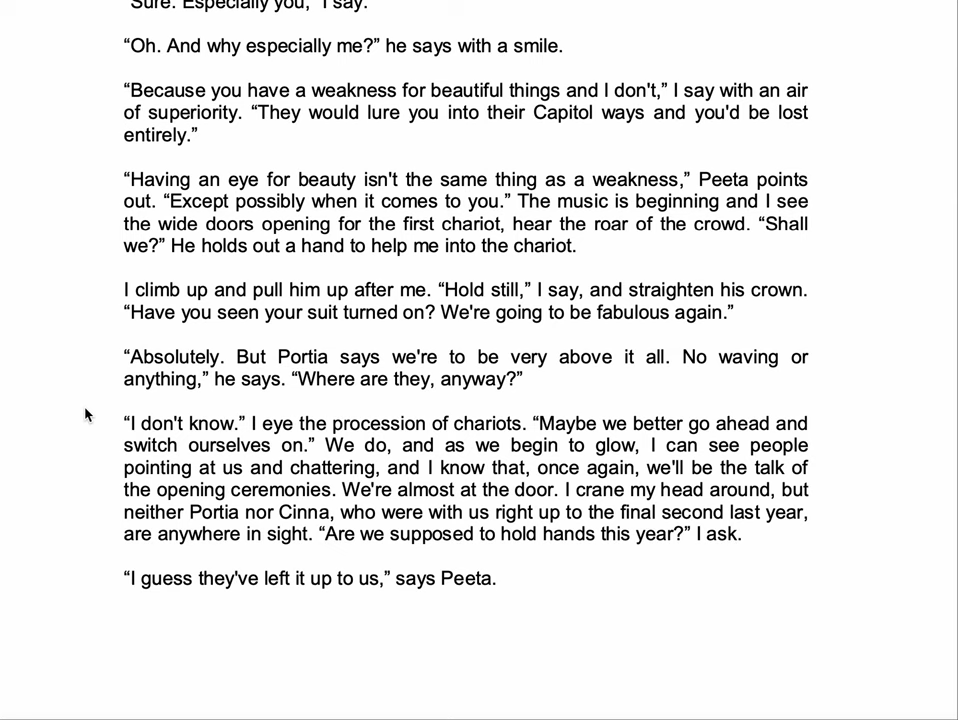 “Sure. Especially you,” I say.
“Oh. And why especially me?” he says with a smile.
“Because you have a weakness for beautiful things and I don't,” I say with an air
of superiority. “They would lure you into their Capitol ways and you'd be lost
entirely.”
“Having an eye for beauty isn't the same thing as a weakness,” Peeta points
out. “Except possibly when it comes to you.” The music is beginning and I see
the wide doors opening for the first chariot, hear the roar of the crowd. “Shall
we?” He holds out a hand to help me into the chariot.
I climb up and pull him up after me. “Hold still,” I say, and straighten his crown.
“Have you seen your suit turned on? We're going to be fabulous again.”
“Absolutely. But Portia says we're to be very above it all. No waving or
anything,” he says. “Where are they, anyway?”
“I don't know.” I eye the procession of chariots. “Maybe we better go ahead and
switch ourselves on.” We do, and as we begin to glow, I can see people
pointing at us and chattering, and I know that, once again, we'll be the talk of
the opening ceremonies. We're almost at the door. I crane my head around, but
neither Portia nor Cinna, who were with us right up to the final second last year,
are anywhere in sight. “Are we supposed to hold hands this year?” I ask.
“I guess they've left it up to us,” says Peeta.